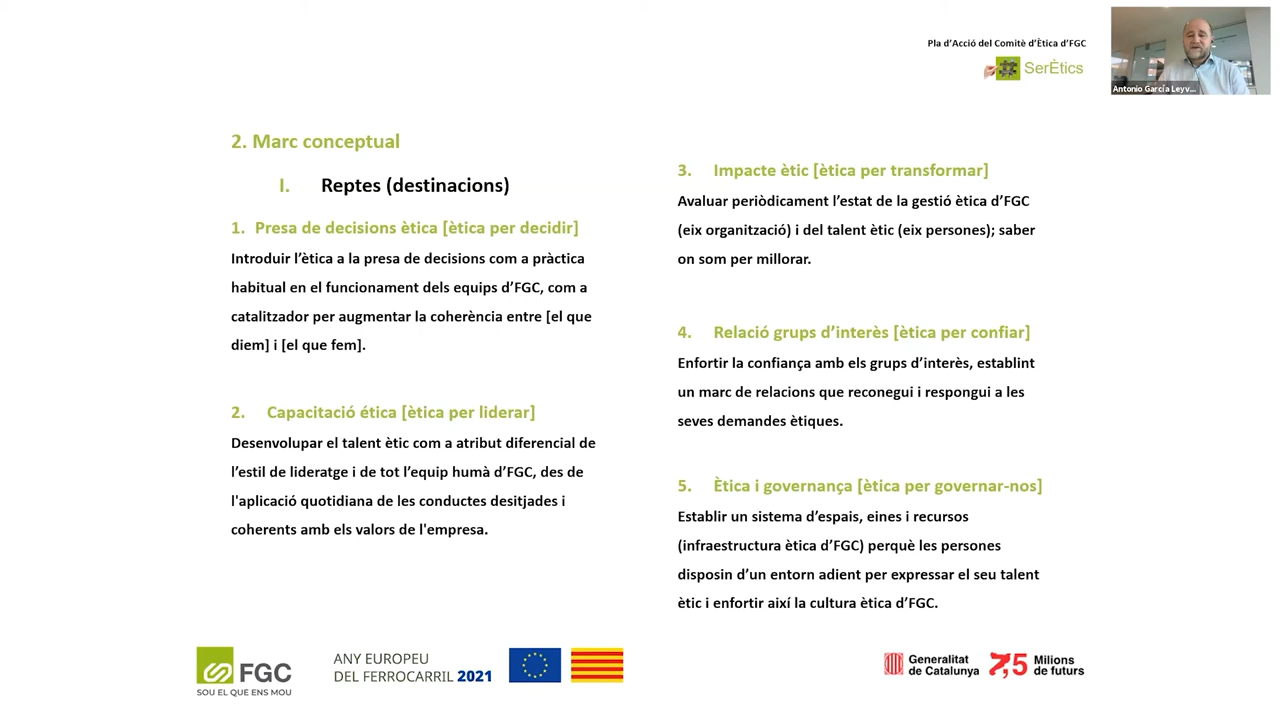 Pla d'Acció del Comitè d'Ètica d'FGC
SerÈtics
Antonio García Leyv...
2. Marc conceptual
I. Reptes (destinacions)
1. Presa de decisions ètica [ètica per decidir]
Introduir l'ètica a la presa de decisions com a pràctica
habitual en el funcionament dels equips d'FGC, com a
catalitzador per augmentar la coherència entre [el que
diem] i [el que fem].
2. Capacitació ética [ètica per liderar]
Desenvolupar el talent ètic com a atribut diferencial de
l'estil de lideratge i de tot l'equip humà d'FGC, des de
l'aplicació quotidiana de les conductes desitjades i
coherents amb els valors de l'empresa.
3. Impacte ètic [ètica per transformar]
Avaluar periòdicament l'estat de la gestió ètica d'FGC
(eix organització) i del talent ètic (eix persones); saber
on som per millorar.
4. Relació grups d'interès [ètica per confiar]
Enfortir la confiança amb els grups d'interès, establint
un marc de relacions que reconegui i respongui a les
seves demandes ètiques.
5. Ètica i governança [ètica per governar-nos]
Establir un sistema d'espais, eines i recursos
(infraestructura ètica d'FGC) perquè les persones
disposin d'un entorn adient per expressar el seu talent
ètic i enfortir així la cultura ètica d'FGC.
FGC
SOU EL QUE ENS MOU
ANY EUROPEU
DEL FERROCARRIL 2021
Generalitat
de Catalunya
7,5 Milions
de futurs